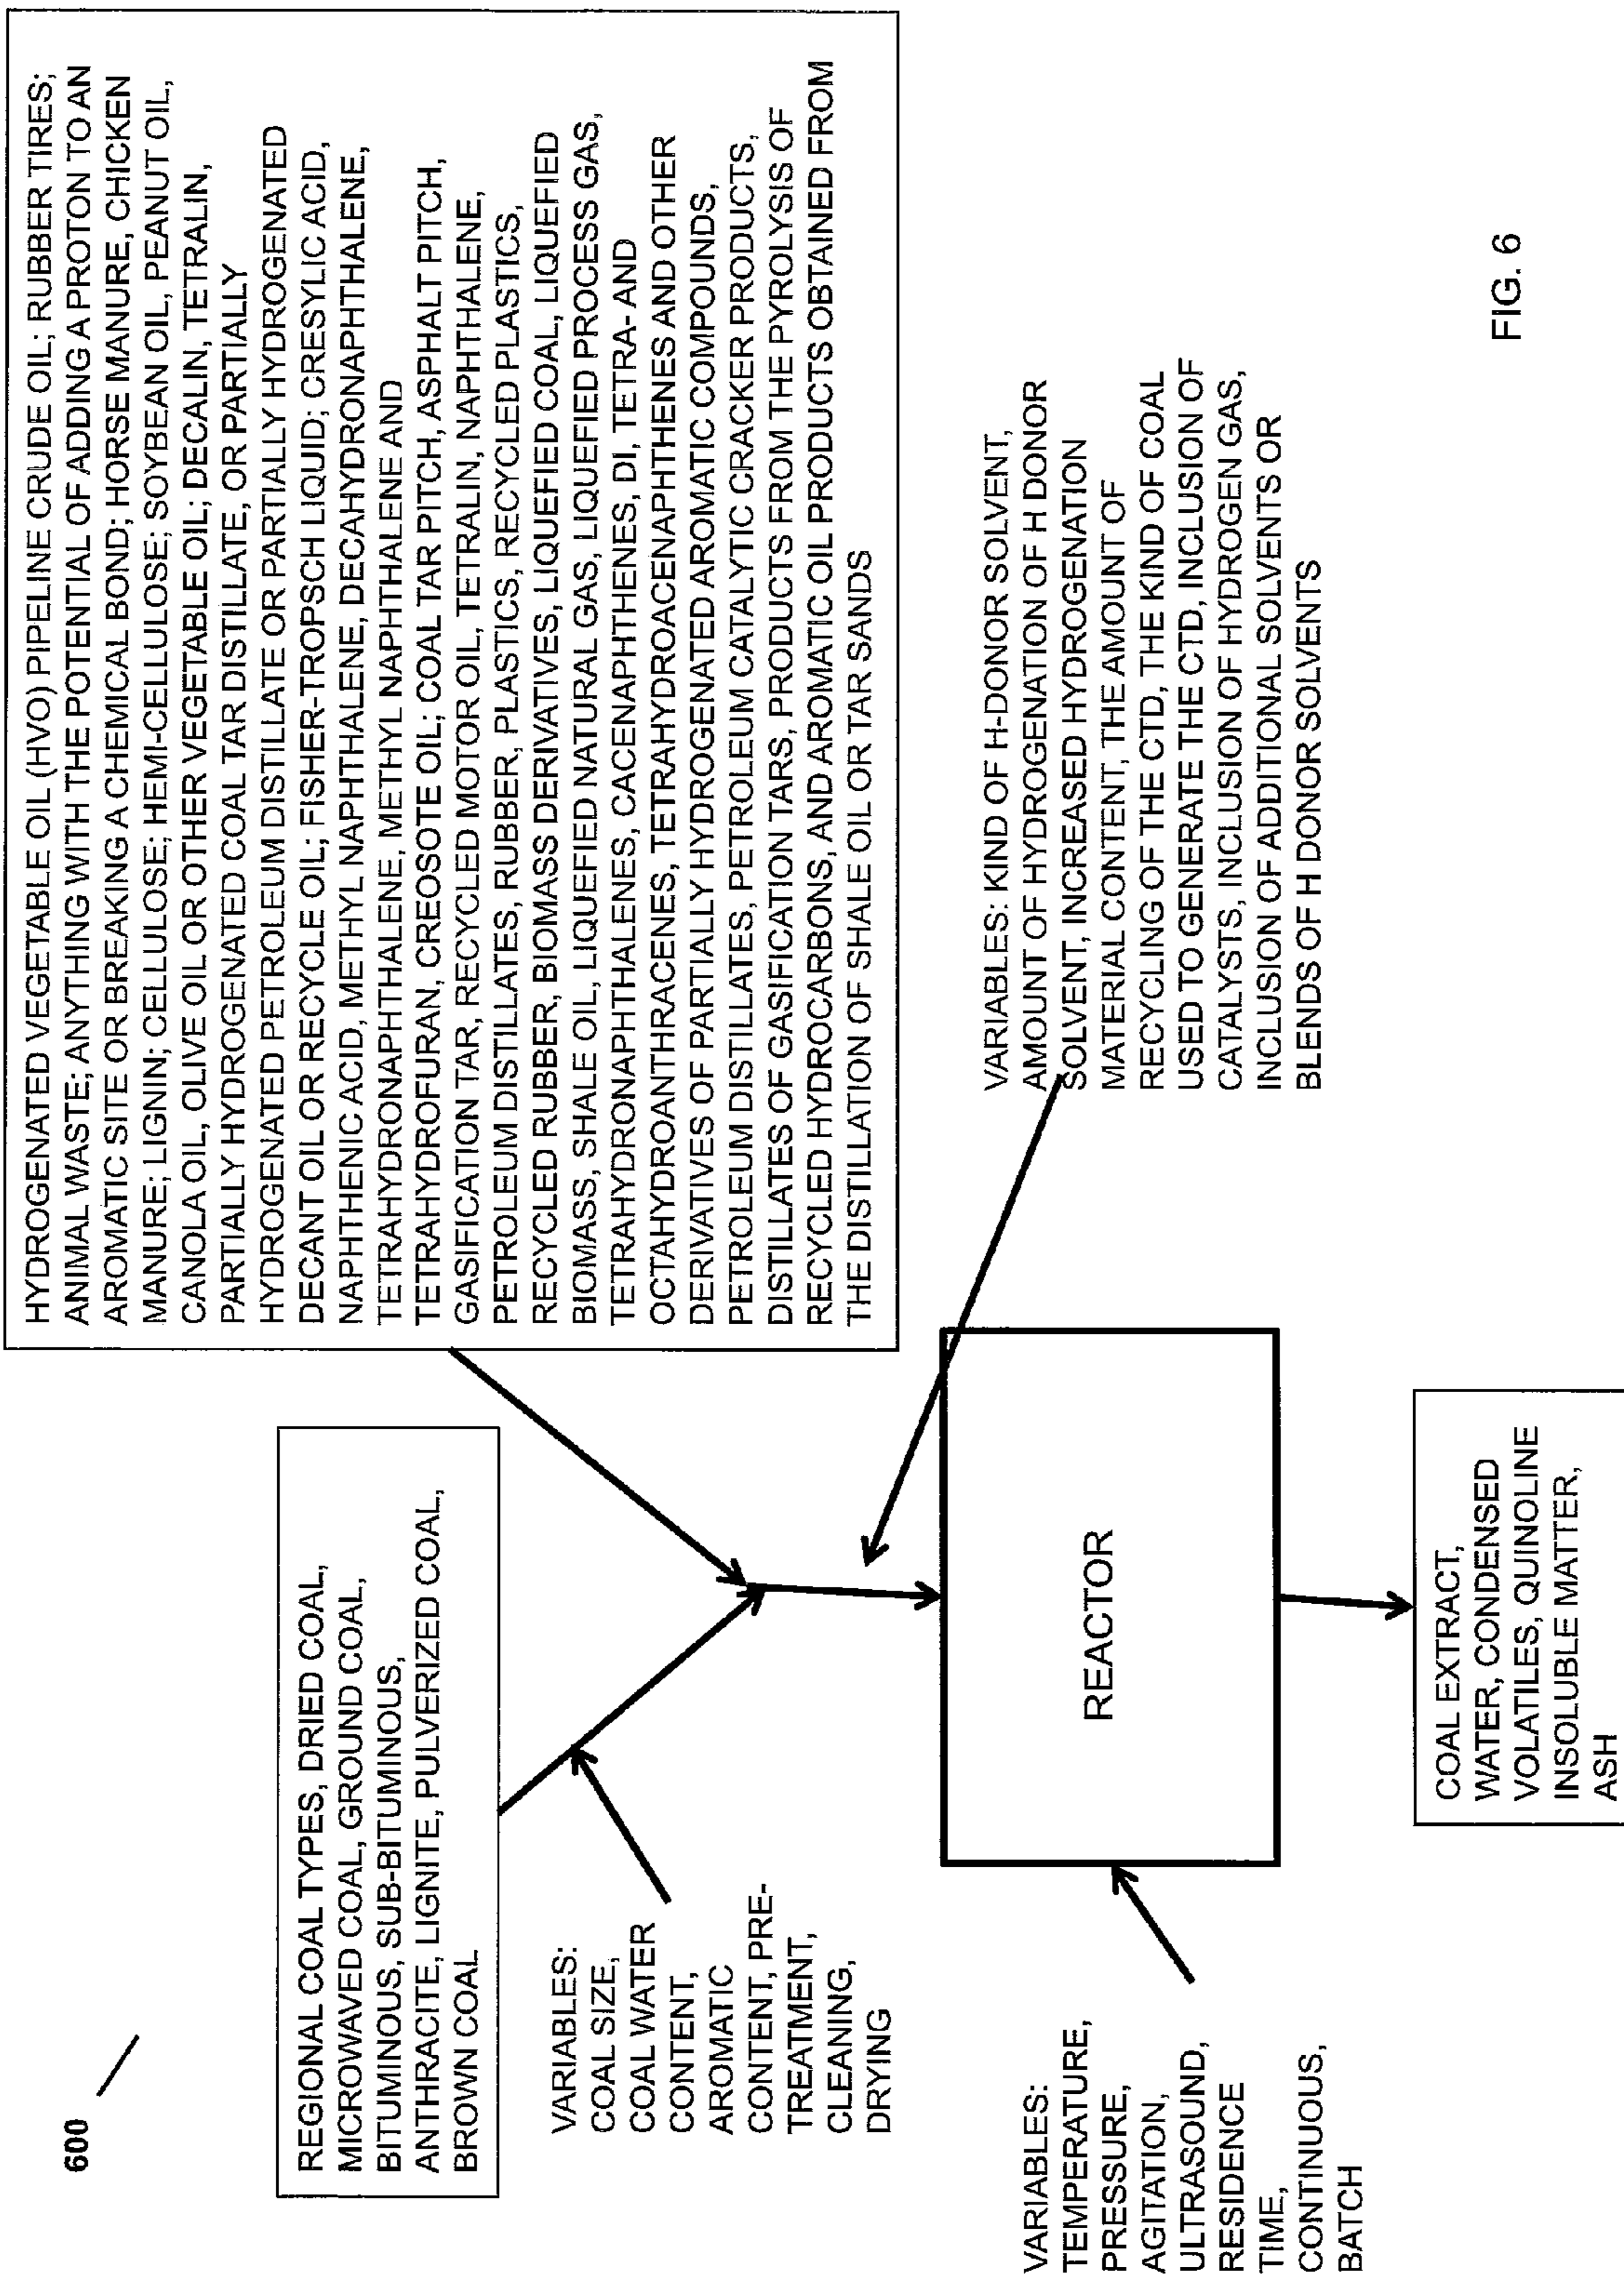 600
REGIONAL COAL TYPES, DRIED COAL,
MICROWAVED COAL, GROUND COAL,
BITUMINOUS, SUB-BITUMINOUS,
ANTHRACITE, LIGNITE, PULVERIZED COAL,
BROWN COAL
HYDROGENATED VEGETABLE OIL (HVO) PIPELINE CRUDE OIL; RUBBER TIRES;
ANIMAL WASTE; ANYTHING WITH THE POTENTIAL OF ADDING A PROTON TO AN
AROMATIC SITE OR BREAKING A CHEMICAL BOND; HORSE MANURE, CHICKEN
MANURE; LIGNIN; CELLULOSE; HEMI-CELLULOSE; SOYBEAN OIL, PEANUT OIL,
CANOLA OIL, OLIVE OIL OR OTHER VEGETABLE OIL; DECALIN, TETRALIN,
PARTIALLY HYDROGENATED COAL TAR DISTILLATE, OR PARTIALLY
HYDROGENATED PETROLEUM DISTILLATE OR PARTIALLY HYDROGENATED
DECANT OIL OR RECYCLE OIL; FISHER-TROPSCH LIQUID; CRESYLIC ACID,
NAPHTHENIC ACID, METHYL NAPHTHALENE, DECAHYDRONAPHTHALENE,
TETRAHYDRONAPHTHALENE, METHYL NAPHTHALENE AND
TETRAHYDROFURAN, CREOSOTE OIL; COAL TAR PITCH, ASPHALT PITCH,
GASIFICATION TAR, RECYCLED MOTOR OIL, TETRALIN, NAPHTHALENE,
PETROLEUM DISTILLATES, RUBBER, PLASTICS, RECYCLED PLASTICS,
RECYCLED RUBBER, BIOMASS DERIVATIVES, LIQUEFIED COAL, LIQUEFIED
BIOMASS, SHALE OIL, LIQUEFIED NATURAL GAS, LIQUEFIED PROCESS GAS,
TETRAHYDRONAPHTHALENES, CACENAPHTHENES, DI, TETRA- AND
OCTAHYDROANTHRACENES, TETRAHYDROACENAPHTHENES AND OTHER
DERIVATIVES OF PARTIALLY HYDROGENATED AROMATIC COMPOUNDS,
PETROLEUM DISTILLATES, PETROLEUM CATALYTIC CRACKER PRODUCTS,
DISTILLATES OF GASIFICATION TARS, PRODUCTS FROM THE PYROLYSIS OF
RECYCLED HYDROCARBONS, AND AROMATIC OIL PRODUCTS OBTAINED FROM
THE DISTILLATION OF SHALE OIL OR TAR SANDS
VARIABLES:
COAL SIZE,
COAL WATER
CONTENT,
AROMATIC
CONTENT, PRE-
TREATMENT,
CLEANING,
DRYING
VARIABLES: KIND OF H-DONOR SOLVENT,
AMOUNT OF HYDROGENATION OF H DONOR
SOLVENT, INCREASED HYDROGENATION
MATERIAL CONTENT, THE AMOUNT OF
RECYCLING OF THE CTD, THE KIND OF COAL
USED TO GENERATE THE CTD, INCLUSION OF
CATALYSTS, INCLUSION OF HYDROGEN GAS,
INCLUSION OF ADDITIONAL SOLVENTS OR
BLENDS OF H DONOR SOLVENTS
VARIABLES:
TEMPERATURE,
PRESSURE,
AGITATION,
ULTRASOUND,
RESIDENCE
TIME,
CONTINUOUS,
BATCH
REACTOR
COAL EXTRACT,
WATER, CONDENSED
VOLATILES, QUINOLINE
INSOLUBLE MATTER,
ASH
FIG. 6